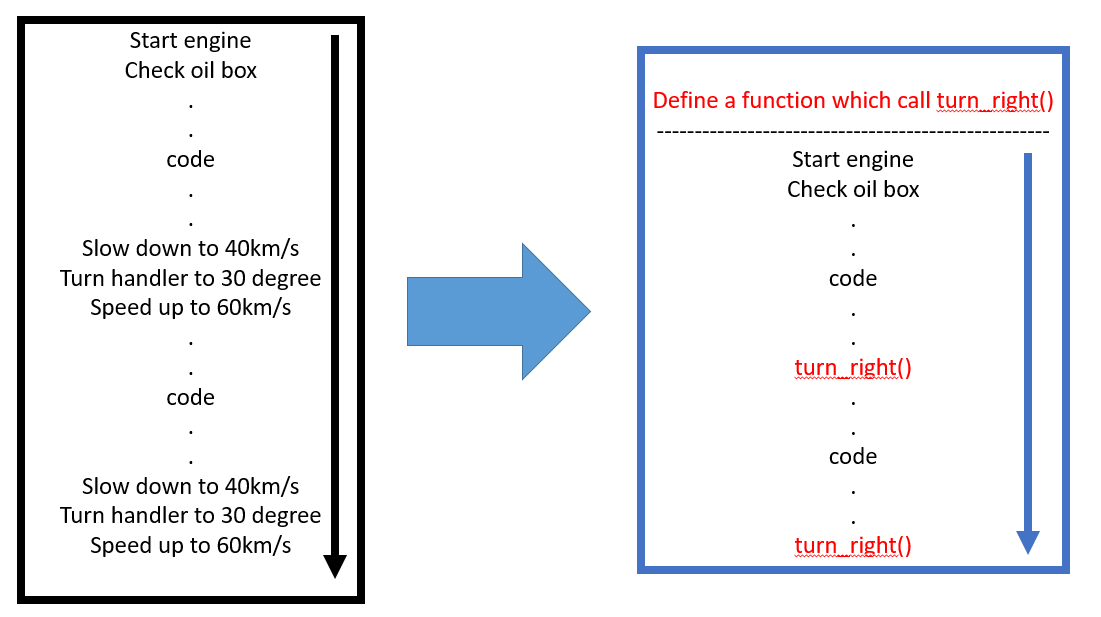 Start engine
Check oil box
.
.
code
.
.
Slow down to 40km/s
Turn handler to 30 degree
Speed up to 60km/s
.
.
code
.
.
Slow down to 40km/s
Turn handler to 30 degree
Speed up to 60km/s
Define a function which call turn_right()
----------------------------------------------------
Start engine
Check oil box
.
.
code
.
.
turn_right()
.
.
code
.
.
turn_right()